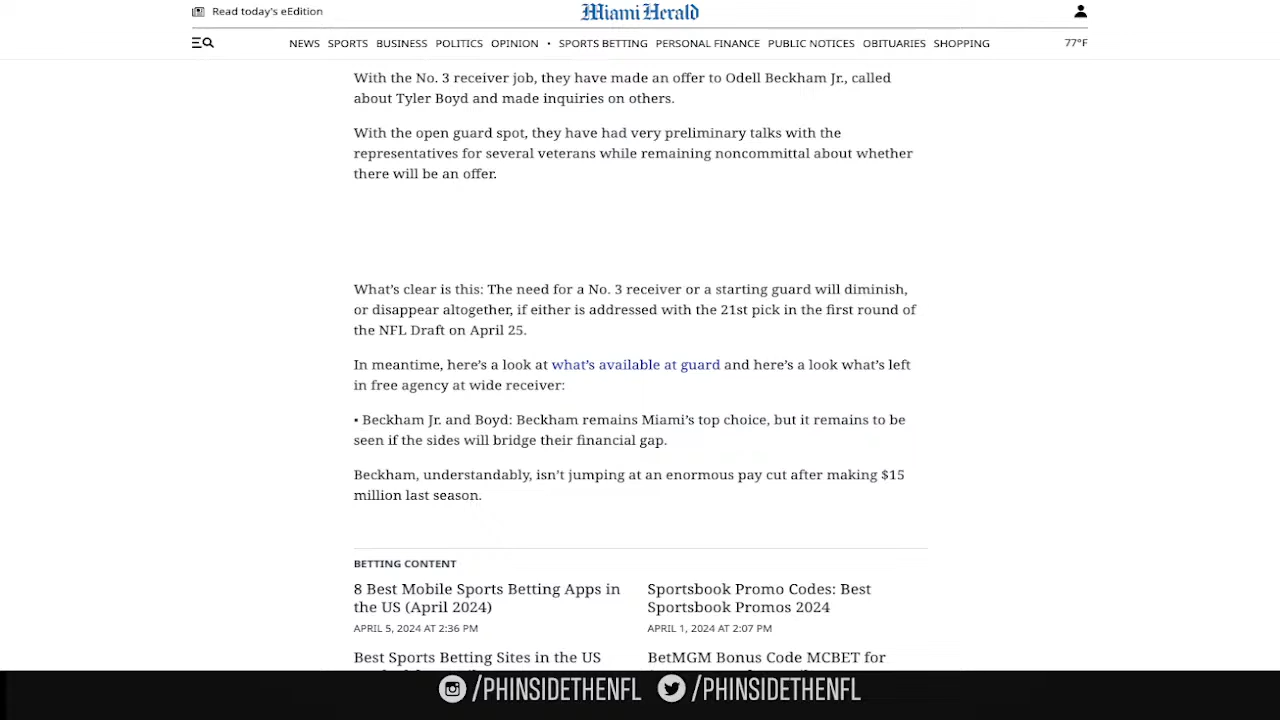 Read today's eEdition
Miami Herald
NEWS SPORTS BUSINESS POLITICS OPINION • SPORTS BETTING PERSONAL FINANCE PUBLIC NOTICES OBITUARIES SHOPPING 77°F
With the No. 3 receiver job, they have made an offer to Odell Beckham Jr., called
about Tyler Boyd and made inquiries on others.
With the open guard spot, they have had very preliminary talks with the
representatives for several veterans while remaining noncommittal about whether
there will be an offer.
What's clear is this: The need for a No. 3 receiver or a starting guard will diminish,
or disappear altogether, if either is addressed with the 21st pick in the first round of
the NFL Draft on April 25.
In meantime, here's a look at what's available at guard and here's a look what's left
in free agency at wide receiver:
• Beckham Jr. and Boyd: Beckham remains Miami's top choice, but it remains to be
seen if the sides will bridge their financial gap.
Beckham, understandably, isn't jumping at an enormous pay cut after making $15
million last season.
BETTING CONTENT
8 Best Mobile Sports Betting Apps in
the US (April 2024)
APRIL 5, 2024 AT 2:36 PM
Sportsbook Promo Codes: Best
Sportsbook Promos 2024
APRIL 1, 2024 AT 2:07 PM
Best Sports Betting Sites in the US
BetMGM Bonus Code MCBET for
/PHINSIDETHENFL /PHINSIDETHENFL